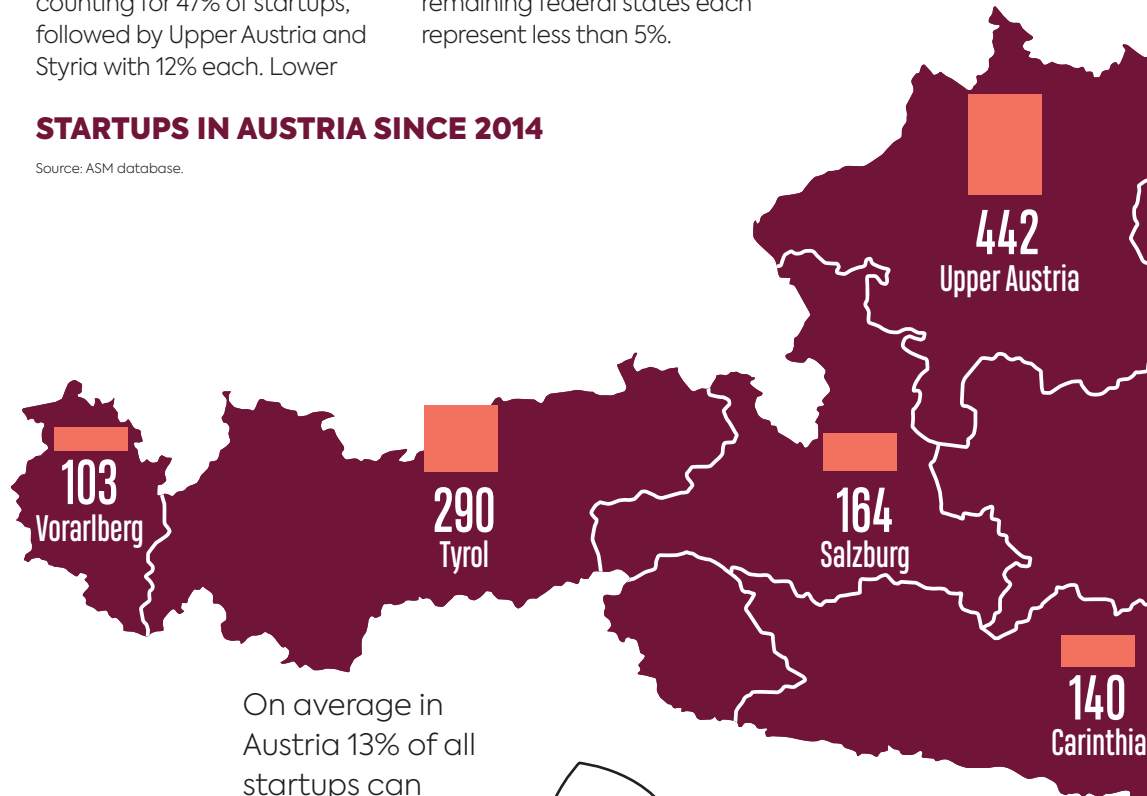 counting for 47% of startups,
followed by Upper Austria and
Styria with 12% each. Lower
remaining federal states each
represent less than 5%.
STARTUPS IN AUSTRIA SINCE 2014
Source: ASM database.
442
Upper Austria
103
Vorarlberg
290
Tyrol
164
Salzburg
140
Carinthia
On average in
Austria 13% of all
startups can